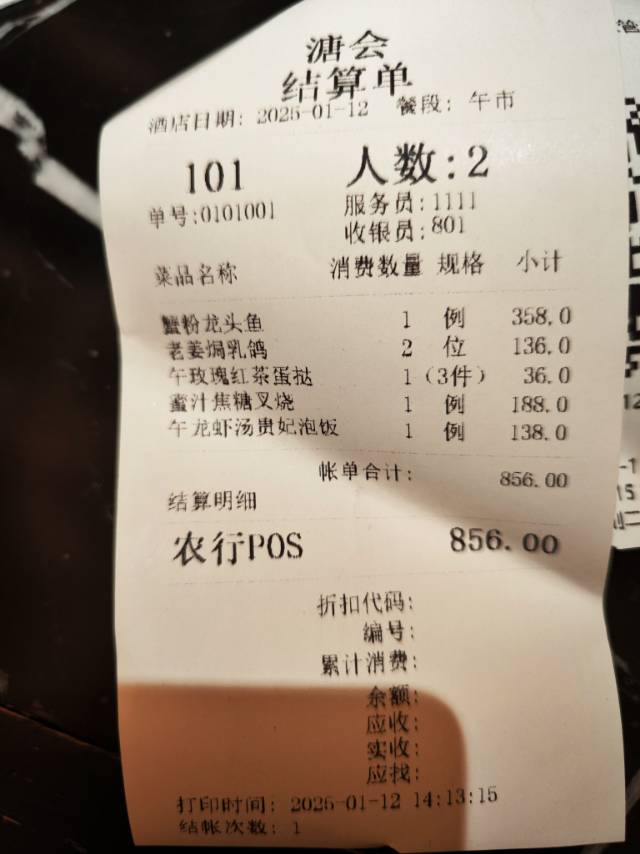 溏会
结算单
酒店日期: 2026-01-12 餐段: 午市
101 人数:2
单号:0101001 服务员:1111
收银员:801
菜品名称 消费数量 规格 小计
蟹粉龙头鱼 1 例 358.0
老姜焗乳鸽 2 位 136.0
午玫瑰红茶蛋挞 1 (3件) 36.0
蜜汁焦糖叉烧 1 例 188.0
午龙虾汤贵妃泡饭 1 例 138.0
帐单合计: 856.00
结算明细
农行POS 856.00
折扣代码:
编号:
累计消费:
余额:
应收:
实收:
应找:
打印时间: 2026-01-12 14:13:15
结帐次数: 1